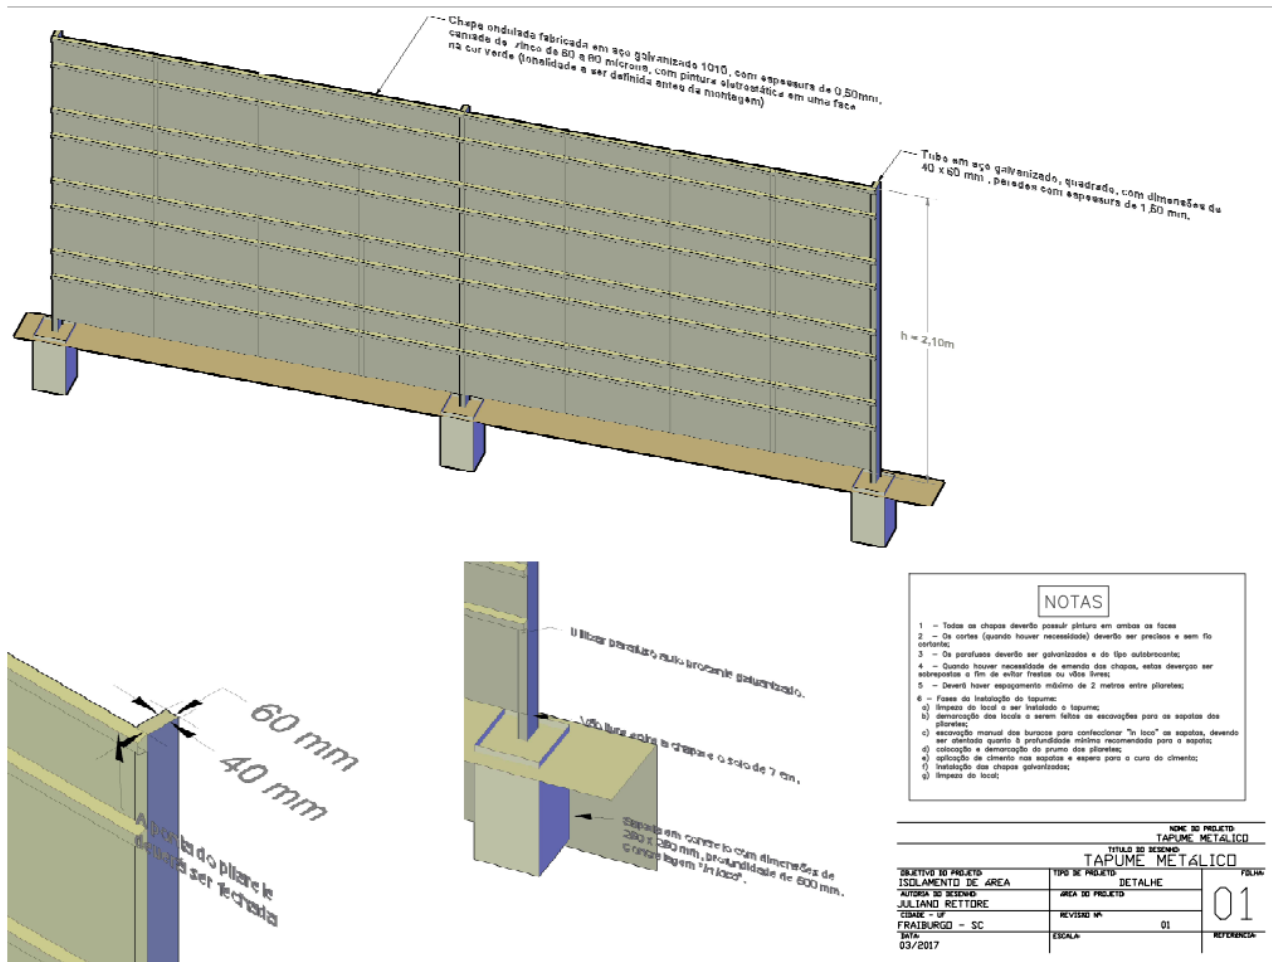 Chapa ondulada fabricada em aço galvanizado 1010, com espessura de 0,50mm,
camada de zinco de 60 a 80 microns, com pintura eletrostática em uma face
na cor verde (tonalidade a ser definida antes da montagem)
Tubo em aço galvanizado, quadrado, com dimensões de
40 x 60 mm , paredes com espessura de 1,50 mm.
h = 2,10m
60 mm
40 mm
A ponta do pilarete
deverá ser fechada
Utilizar parafuso auto brocante galvanizado.
Vão livre entre a chapa e o solo de 7 cm.
Sapata em concreto com dimensões de
280 x 280 mm, profundidade de 600 mm.
Concretagem "in loco".
NOTAS
1 – Todas as chapas deverão possuir pintura em ambas as faces
2 – Os cortes (quando houver necessidade) deverão ser precisos e sem fio
cortante;
3 – Os parafusos deverão ser galvanizados e do tipo autobrocante;
4 – Quando houver necessidade de emenda das chapas, estas deverçao ser
sobrepostas a fim de evitar frestas ou vãos livres;
5 – Deverá haver espaçamento máximo de 2 metros entre pilaretes;
6 – Fases da instalação do tapume:
a) limpeza do local a ser instalado o tapume;
b) demarcação dos locais a serem feitos as escavações para as sapatas dos
pilaretes;
c) escavação manual dos buracos para confeccionar "in loco" as sapatas, devendo
ser atentada quanto à profundidade mínima recomendada para a sapata;
d) colocação e demarcação do prumo dos pilaretes;
e) aplicação de cimento nas sapatas e espera para a cura do cimento;
f) instalação das chapas galvanizadas;
g) limpeza do local;
NOME DO PROJETO:
TAPUME METÁLICO
TITULO DO DESENHO:
TAPUME METÁLICO
OBJETIVO DO PROJETO:
ISOLAMENTO DE ÁREA
TIPO DE PROJETO:
DETALHE
FOLHA:
01
AUTORIA DO DESENHO:
JULIANO RETTORE
ÁREA DO PROJETO:
CIDADE - UF
FRAIBURGO - SC
REVISÃO Nº
01
DATA:
03/2017
ESCALA:
REFERÊNCIA: